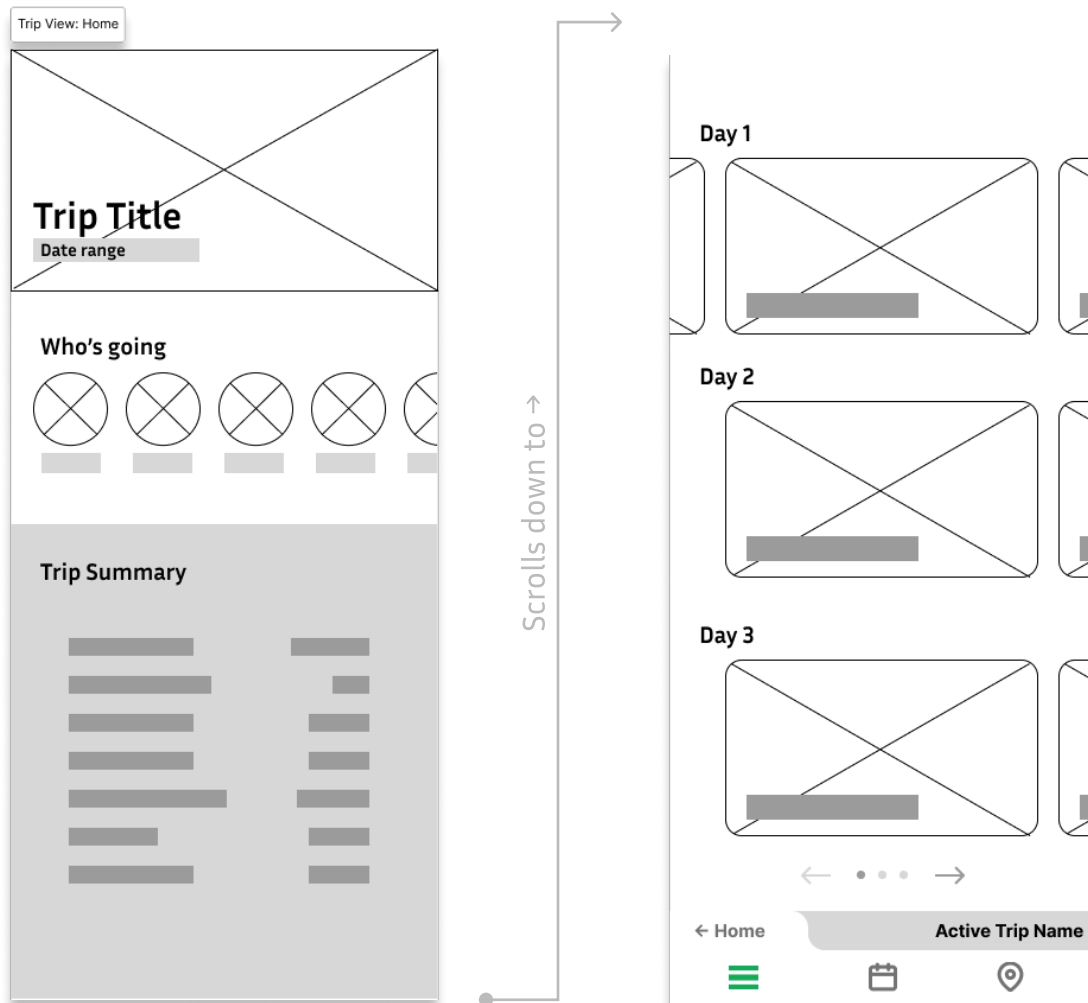 Trip View: Home
Trip Title
Date range
Who's going
Trip Summary
Scrolls down to →
Day 1
Day 2
Day 3
← Home
Active Trip Name